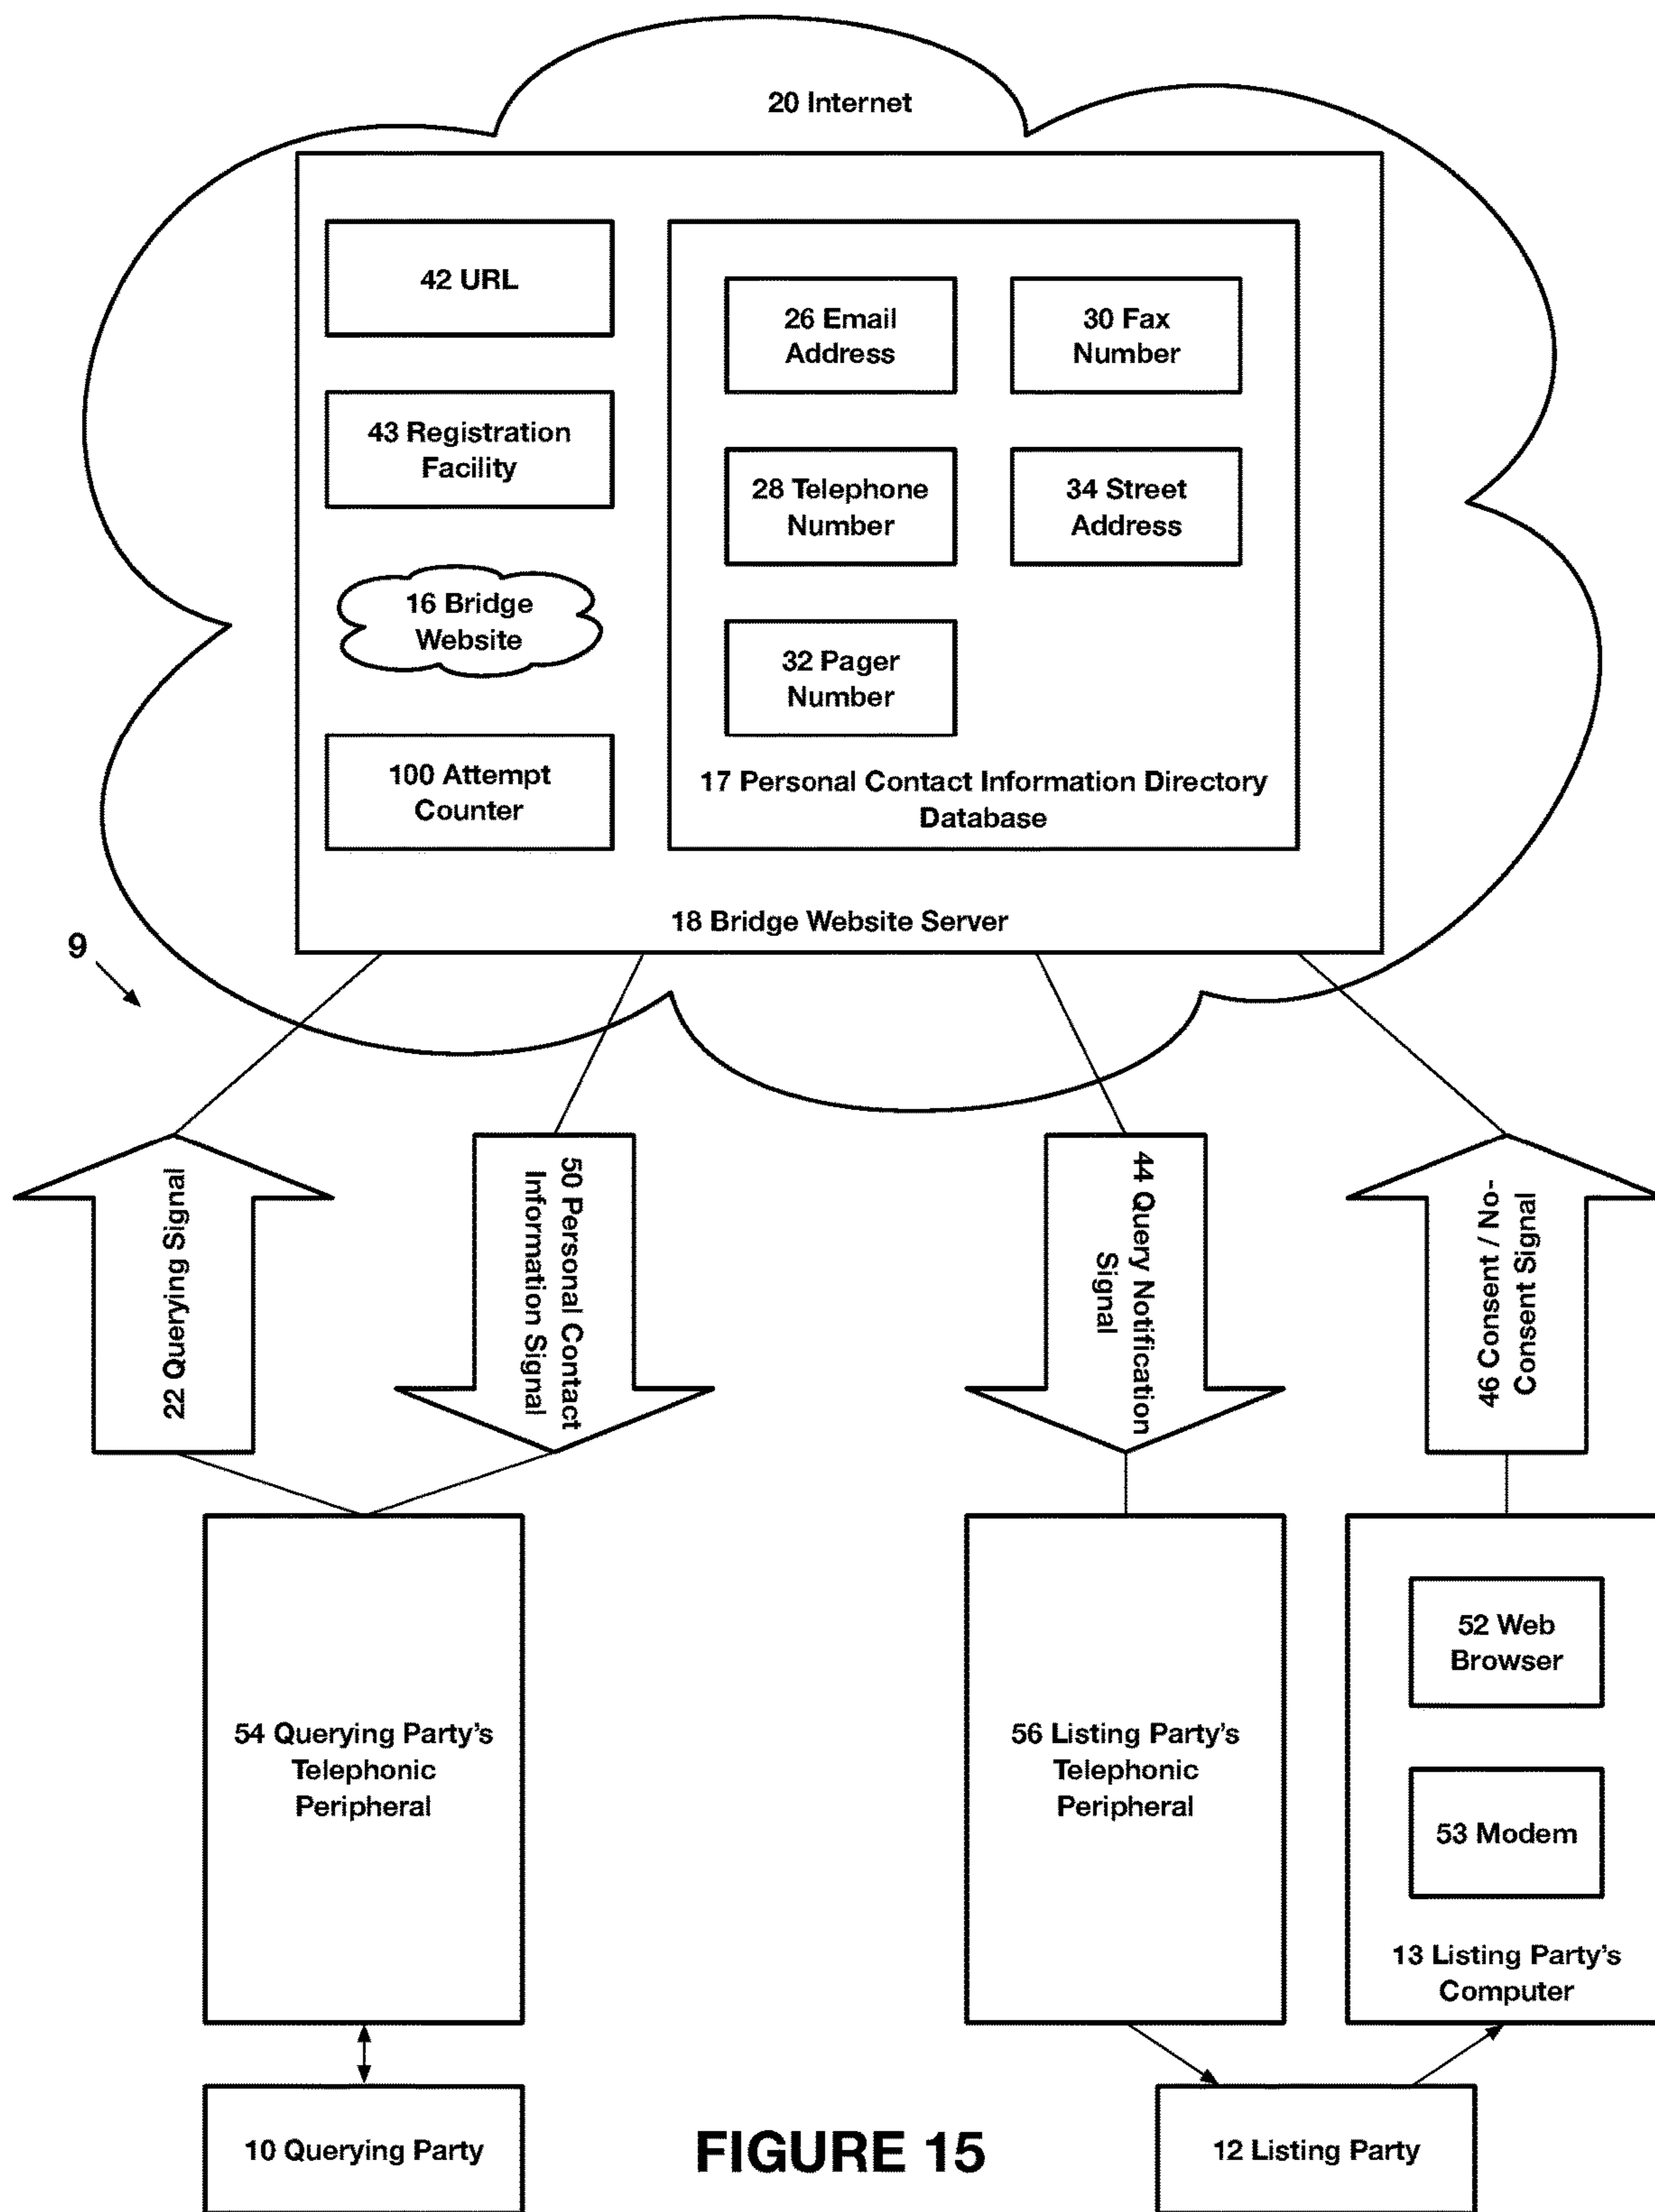 20 Internet
42 URL
43 Registration
Facility
16 Bridge
Website
100 Attempt
Counter
26 Email
Address
30 Fax
Number
28 Telephone
Number
34 Street
Address
32 Pager
Number
17 Personal Contact Information Directory
Database
18 Bridge Website Server
9
22 Querying Signal
50 Personal Contact
Information Signal
44 Query Notification
Signal
46 Consent / No-
Consent Signal
54 Querying Party's
Telephonic
Peripheral
56 Listing Party's
Telephonic
Peripheral
52 Web
Browser
53 Modem
13 Listing Party's
Computer
10 Querying Party
FIGURE 15
12 Listing Party